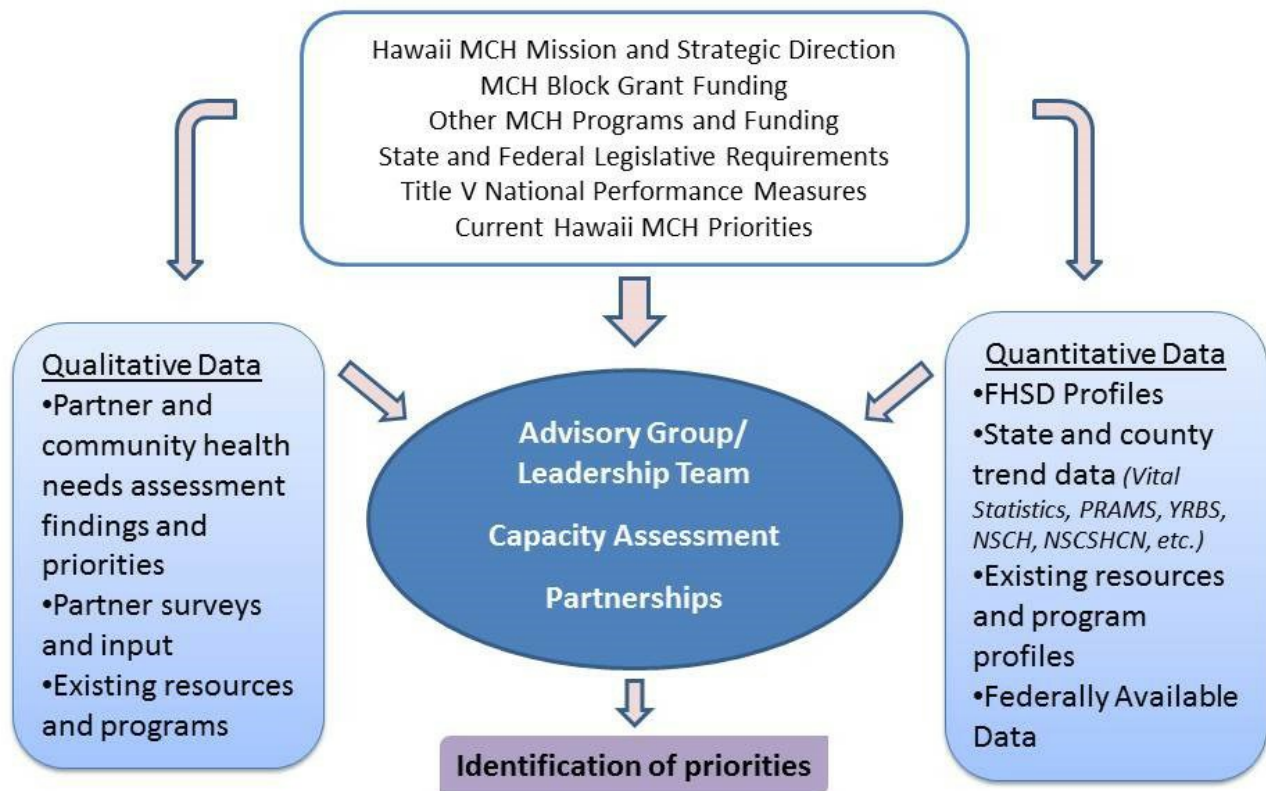 Hawaii MCH Mission and Strategic Direction
MCH Block Grant Funding
Other MCH Programs and Funding
State and Federal Legislative Requirements
Title V National Performance Measures
Current Hawaii MCH Priorities
Qualitative Data
•Partner and
community health
needs assessment
findings and
priorities
•Partner surveys
and input
•Existing resources
and programs
Advisory Group/
Leadership Team
Capacity Assessment
Partnerships
Quantitative Data
•FHSD Profiles
•State and county
trend data (Vital
Statistics, PRAMS, YRBS,
NSCH, NSCSHCN, etc.)
•Existing resources
and program
profiles
•Federally Available
Data
Identification of priorities